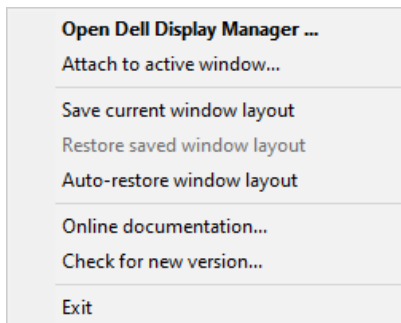 Open Dell Display Manager ...
Attach to active window...
Save current window layout
Restore saved window layout
Auto-restore window layout
Online documentation...
Check for new version...
Exit